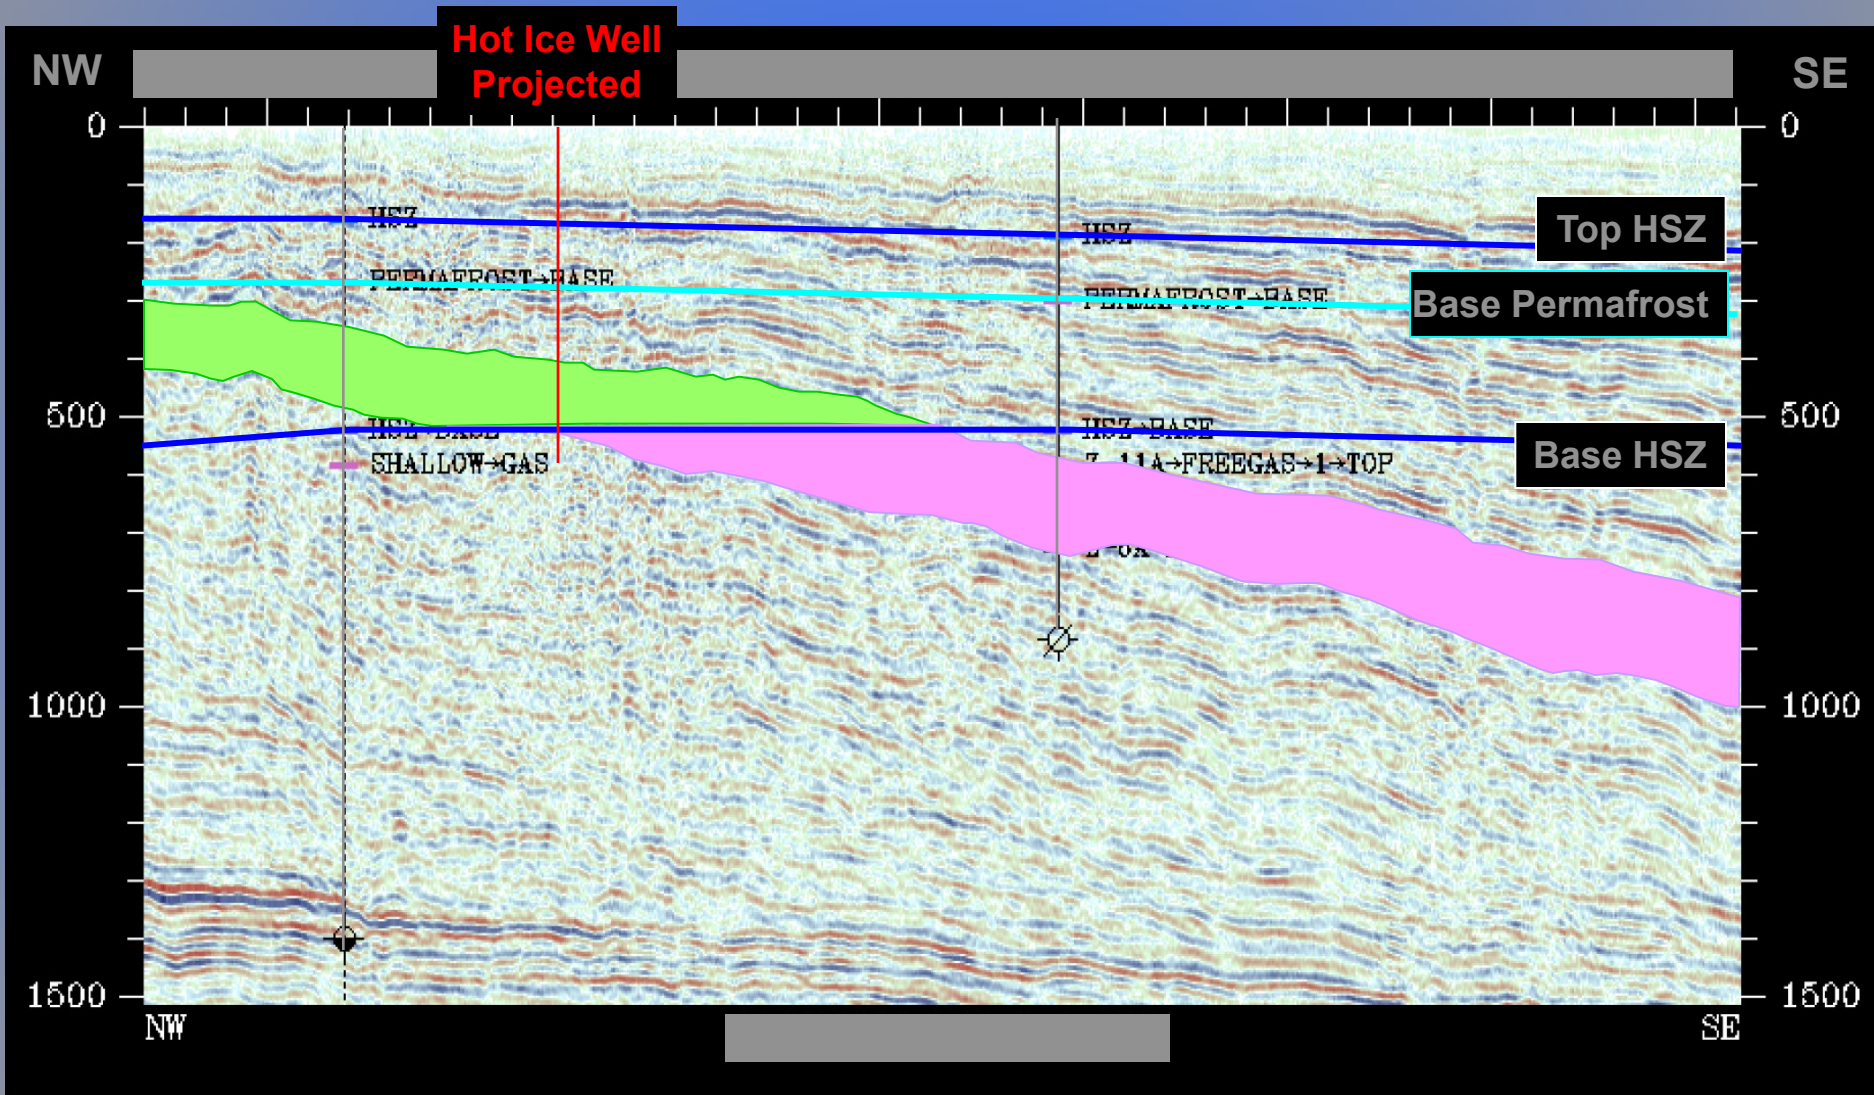 Hot Ice Well
Projected
NW
SE
0
0
HSZ
HSZ
Top HSZ
PERMAFROST→BASE
PERMAFROST→BASE
Base Permafrost
500
500
HSZ→BASE
HSZ→BASE
Base HSZ
SHALLOW→GAS
Z-11A→FREEGAS→1→TOP
1000
1000
1500
1500
NW
SE